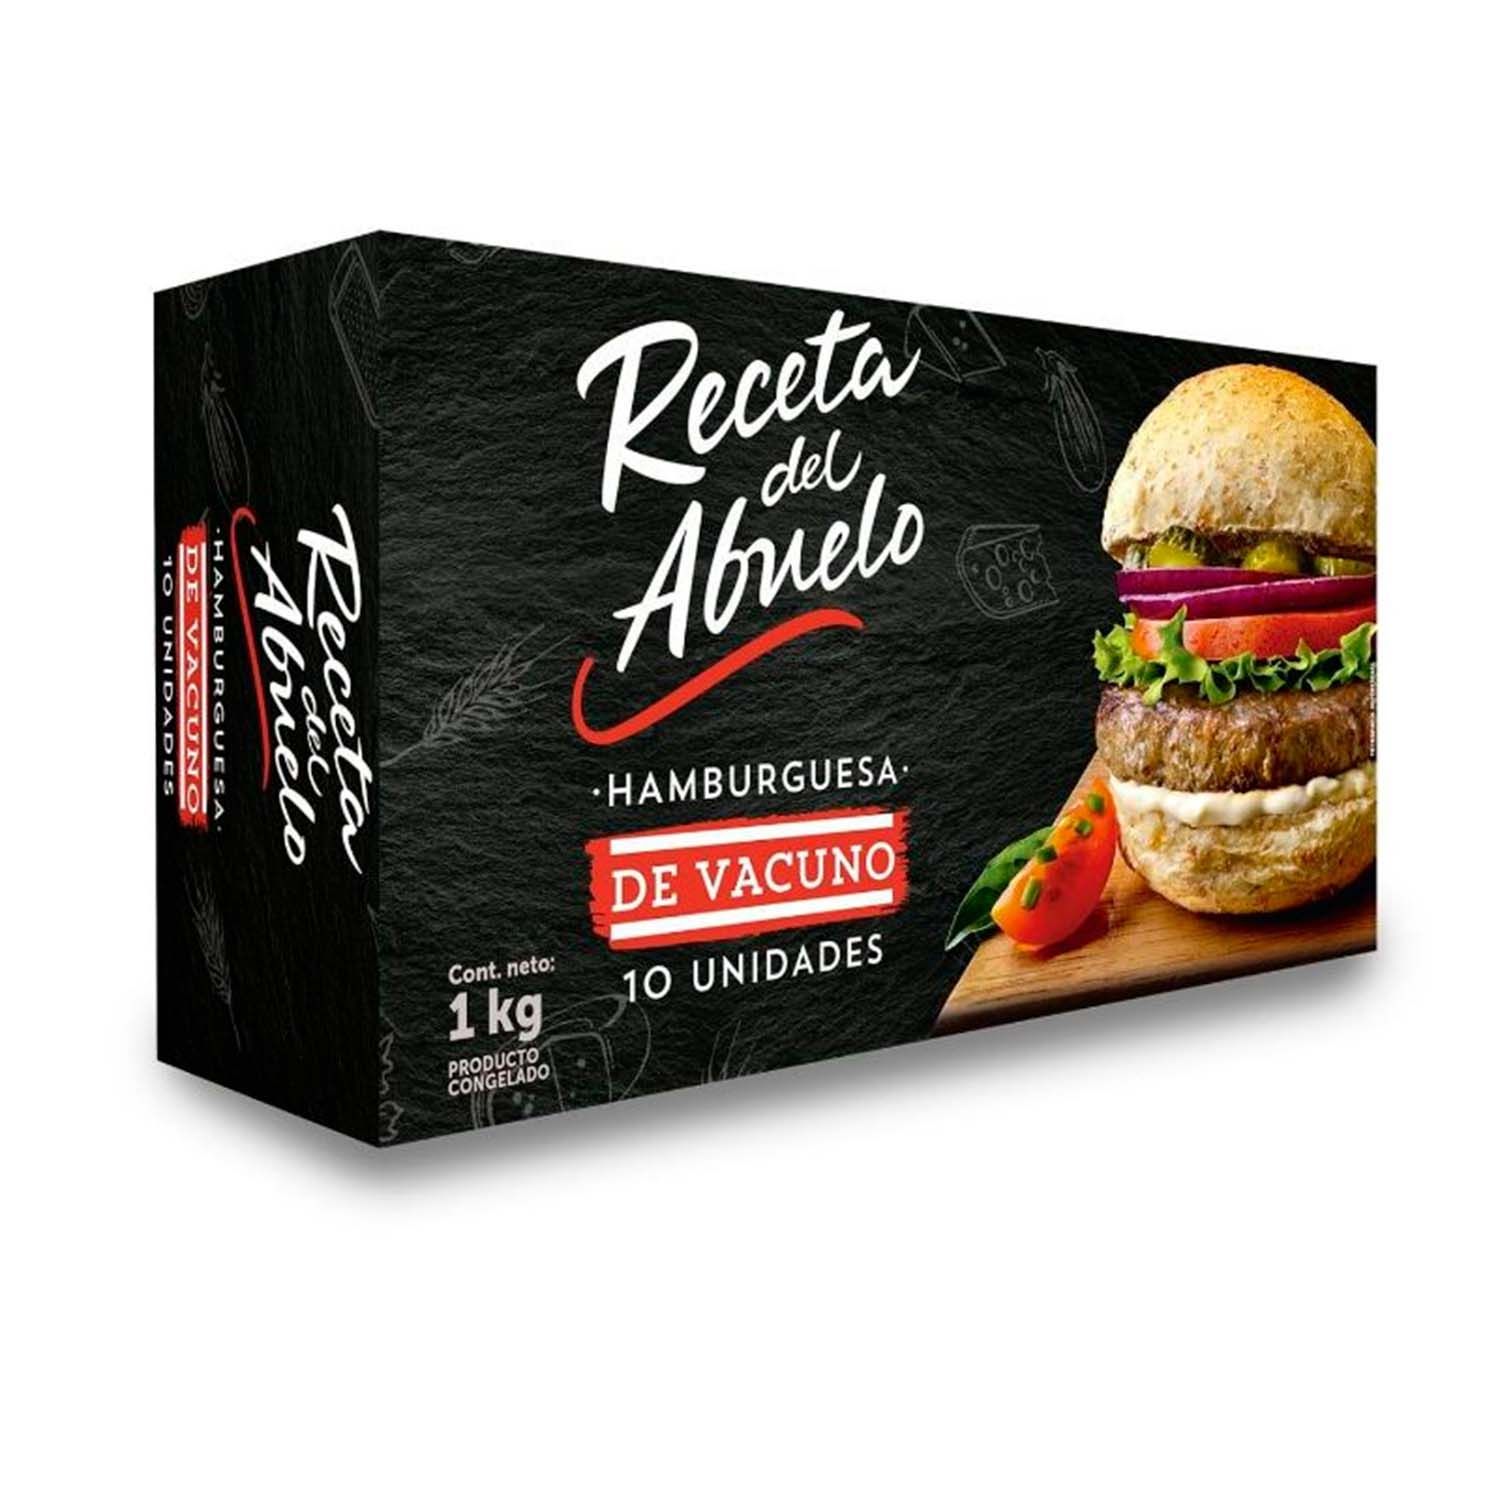 Receta
del
Abuelo
·HAMBURGUESA·
DE VACUNO
10 UNIDADES
Cont. neto:
1 kg
PRODUCTO
CONGELADO
Receta
del
Abuelo
·HAMBURGUESA·
DE VACUNO
10 UNIDADES